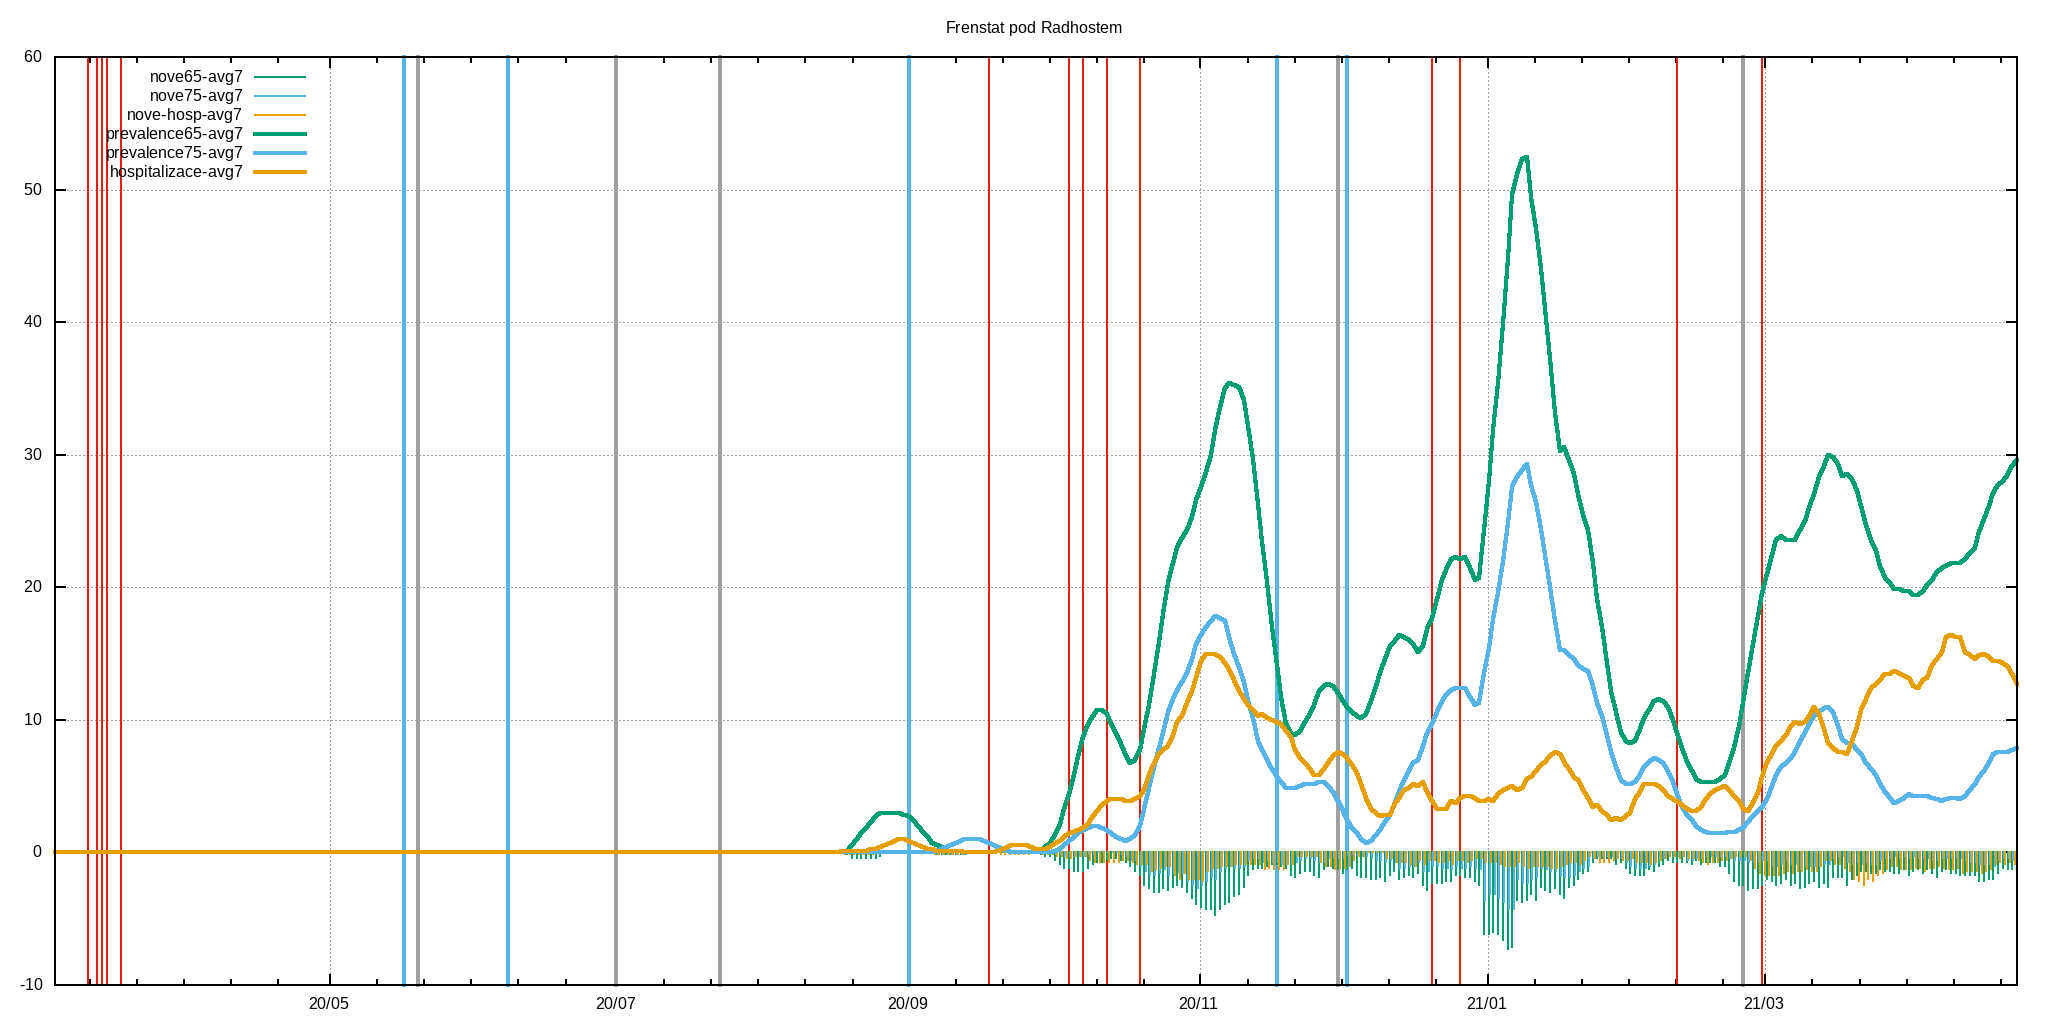 Frenstat pod Radhostem
60
50
40
30
20
10
0
-10
nove65-avg7
nove75-avg7
nove-hosp-avg7
prevalence65-avg7
prevalence75-avg7
hospitalizace-avg7
20/05
20/07
20/09
20/11
21/01
21/03